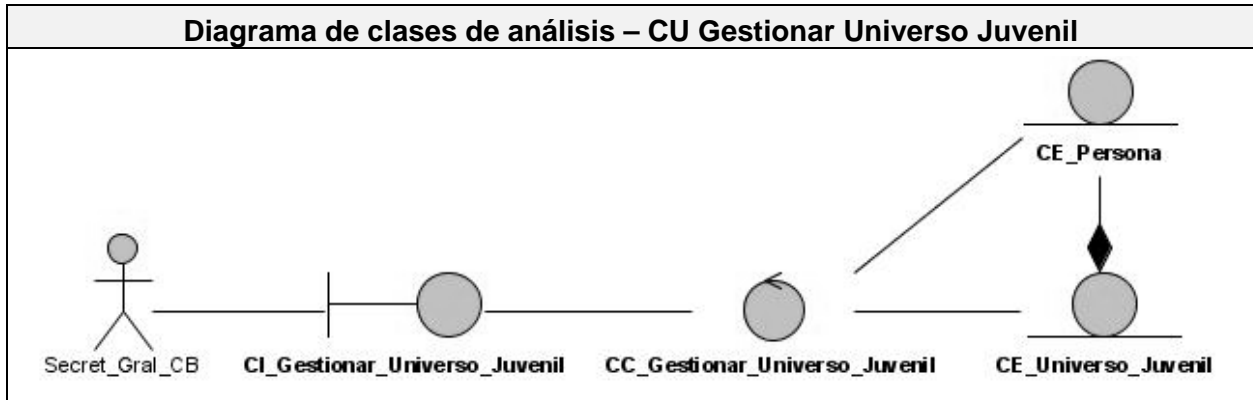 Diagrama de clases de análisis – CU Gestionar Universo Juvenil
CE_Persona
Secret_Gral_CB
CI_Gestionar_Universo_Juvenil
CC_Gestionar_Universo_Juvenil
CE_Universo_Juvenil